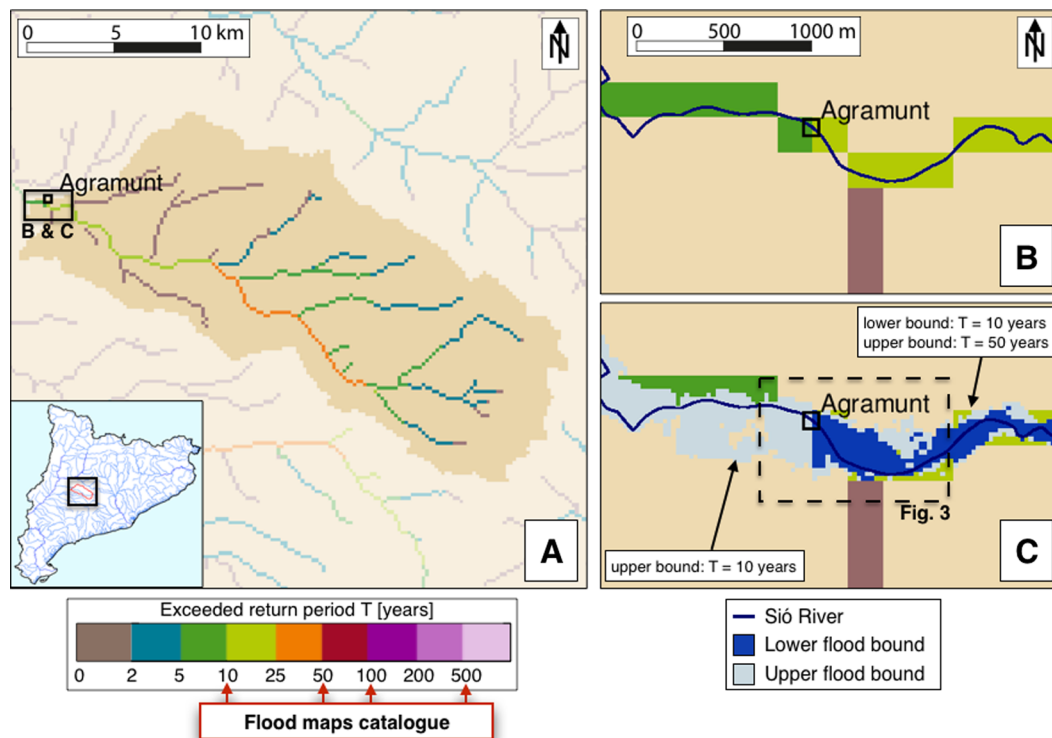 0 5 10 km
N
Agramunt
B & C
A
0 500 1000 m
N
Agramunt
B
lower bound: T = 10 years
upper bound: T = 50 years
Agramunt
Fig. 3
upper bound: T = 10 years
C
Exceeded return period T [years]
0 2 5 10 25 50 100 200 500
Flood maps catalogue
Sió River
Lower flood bound
Upper flood bound